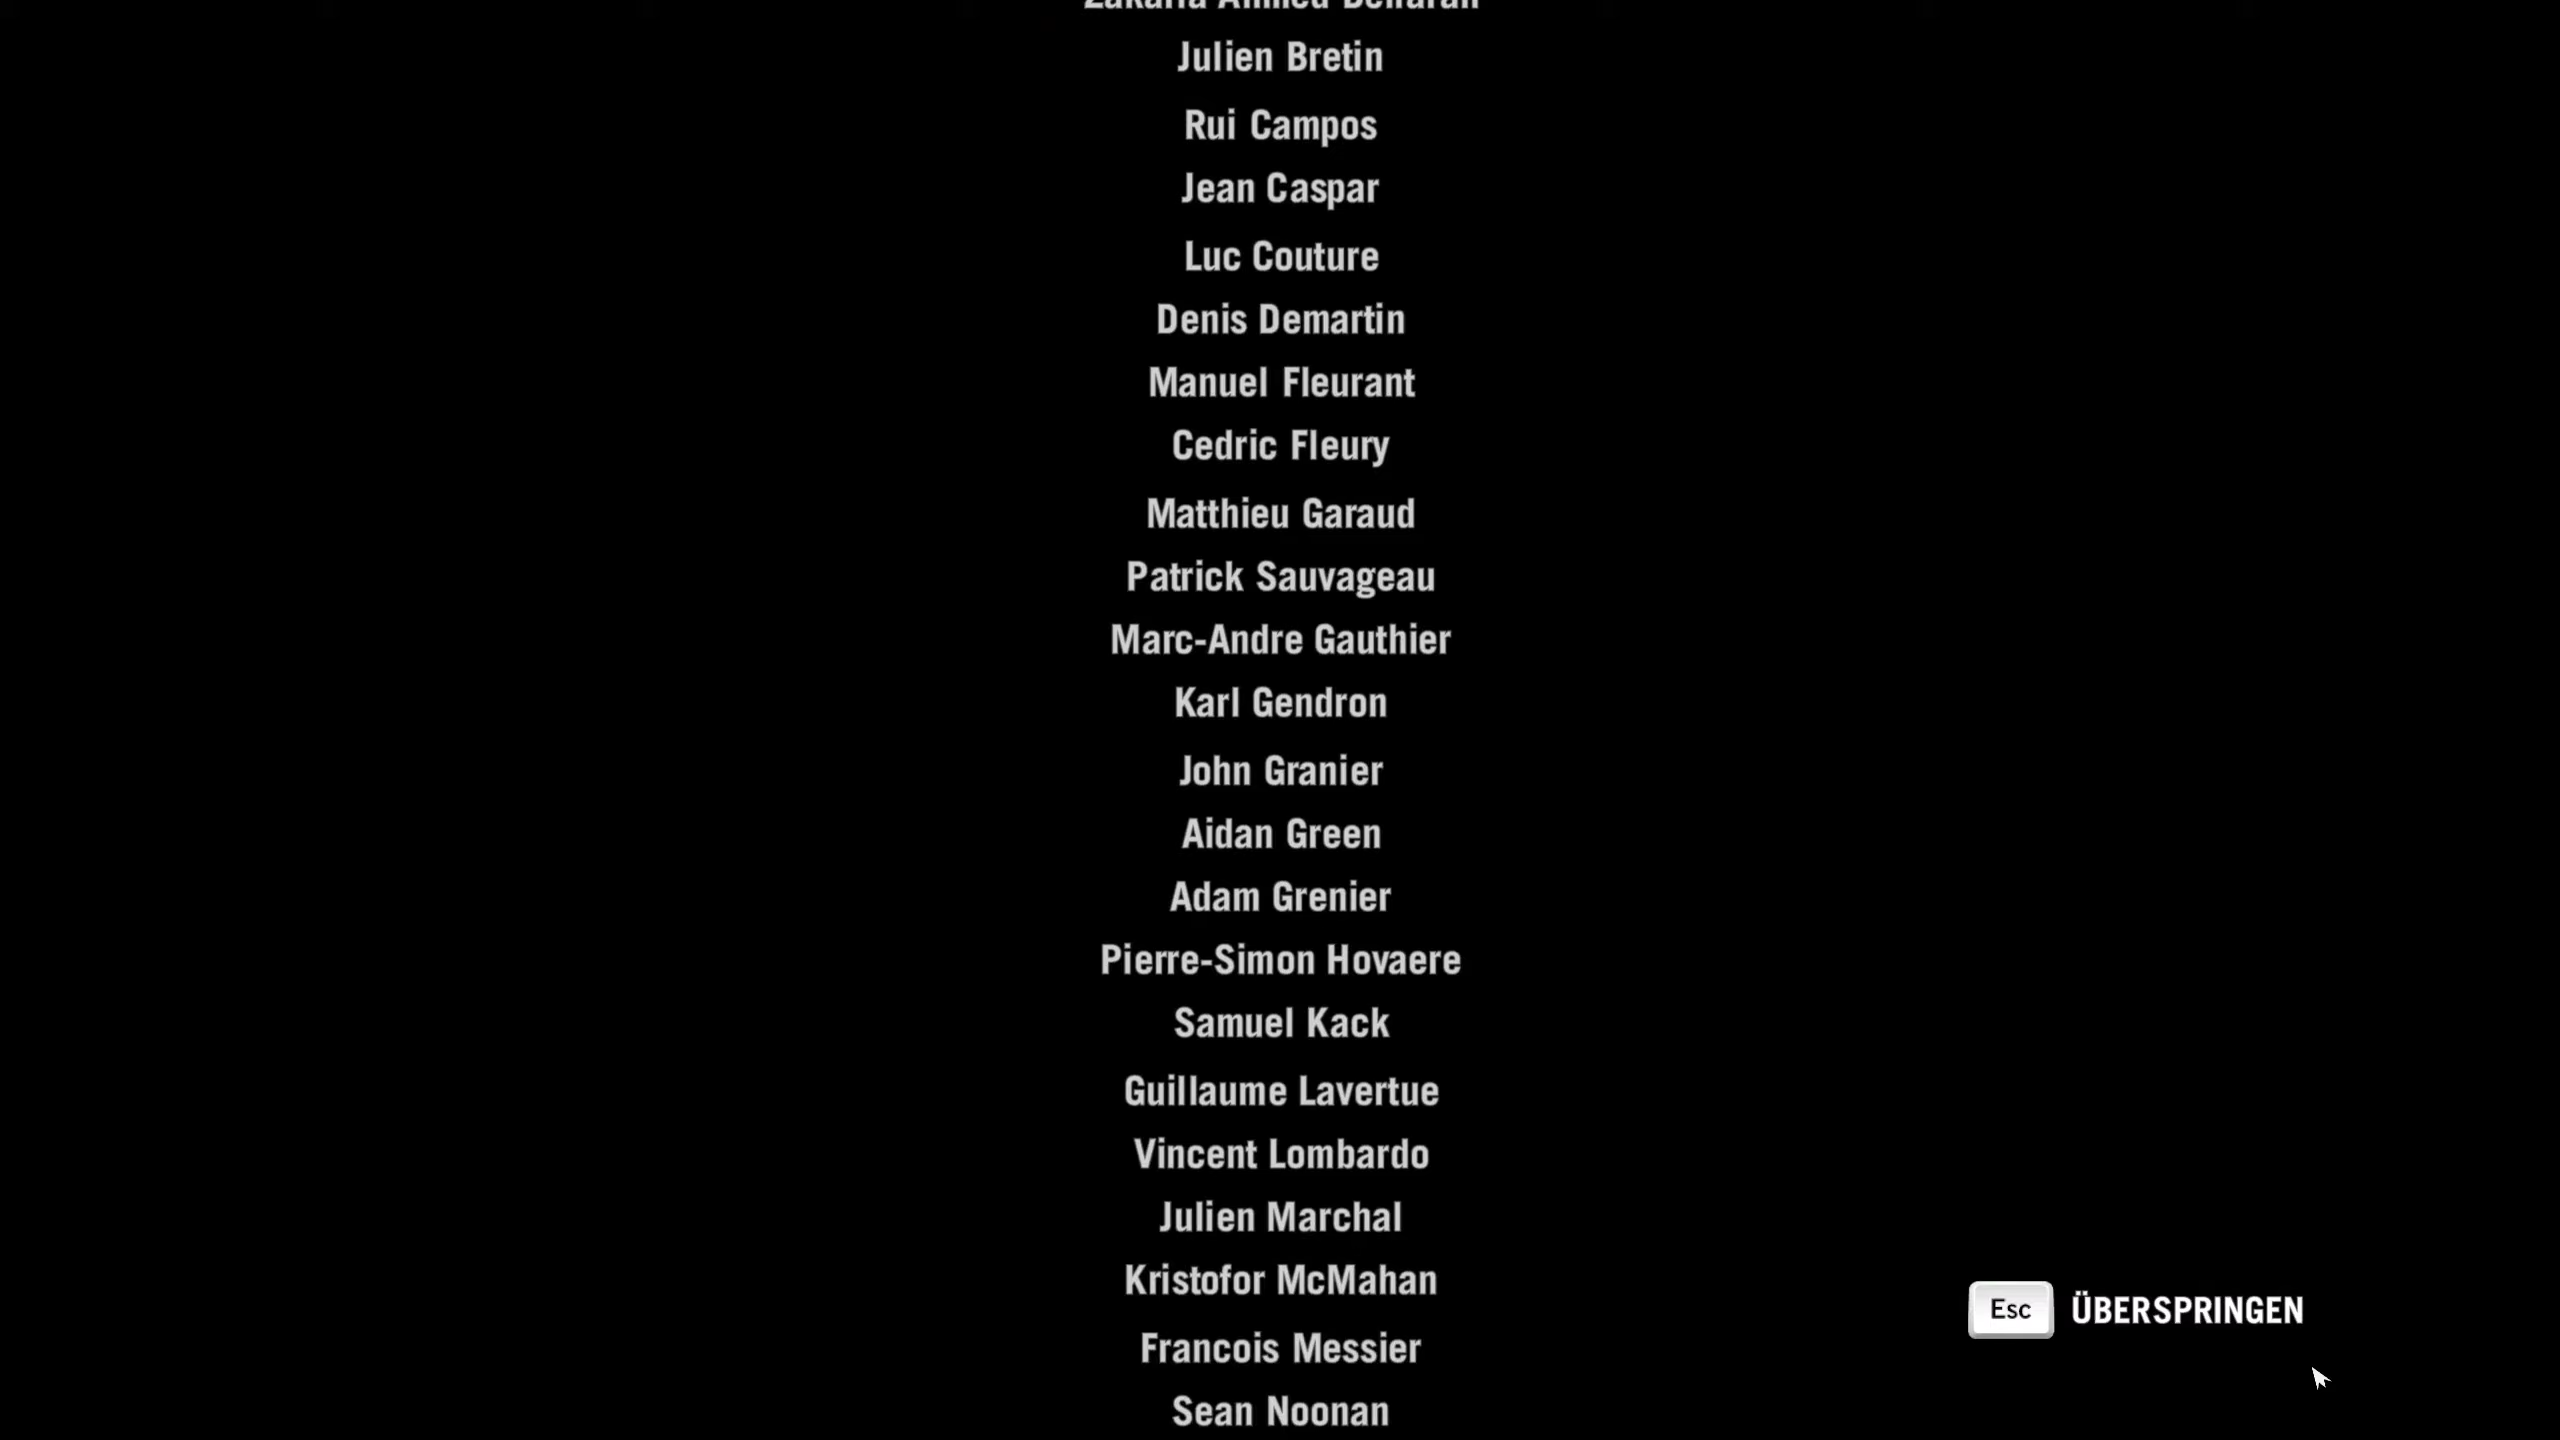 Julien Bretin
Rui Campos
Jean Caspar
Luc Couture
Denis Demartin
Manuel Fleurant
Cedric Fleury
Matthieu Garaud
Patrick Sauvageau
Marc-Andre Gauthier
Karl Gendron
John Granier
Aidan Green
Adam Grenier
Pierre-Simon Hovaere
Samuel Kack
Guillaume Lavertue
Vincent Lombardo
Julien Marchal
Kristofor McMahan
Esc ÜBERSPRINGEN
Francois Messier
Sean Noonan